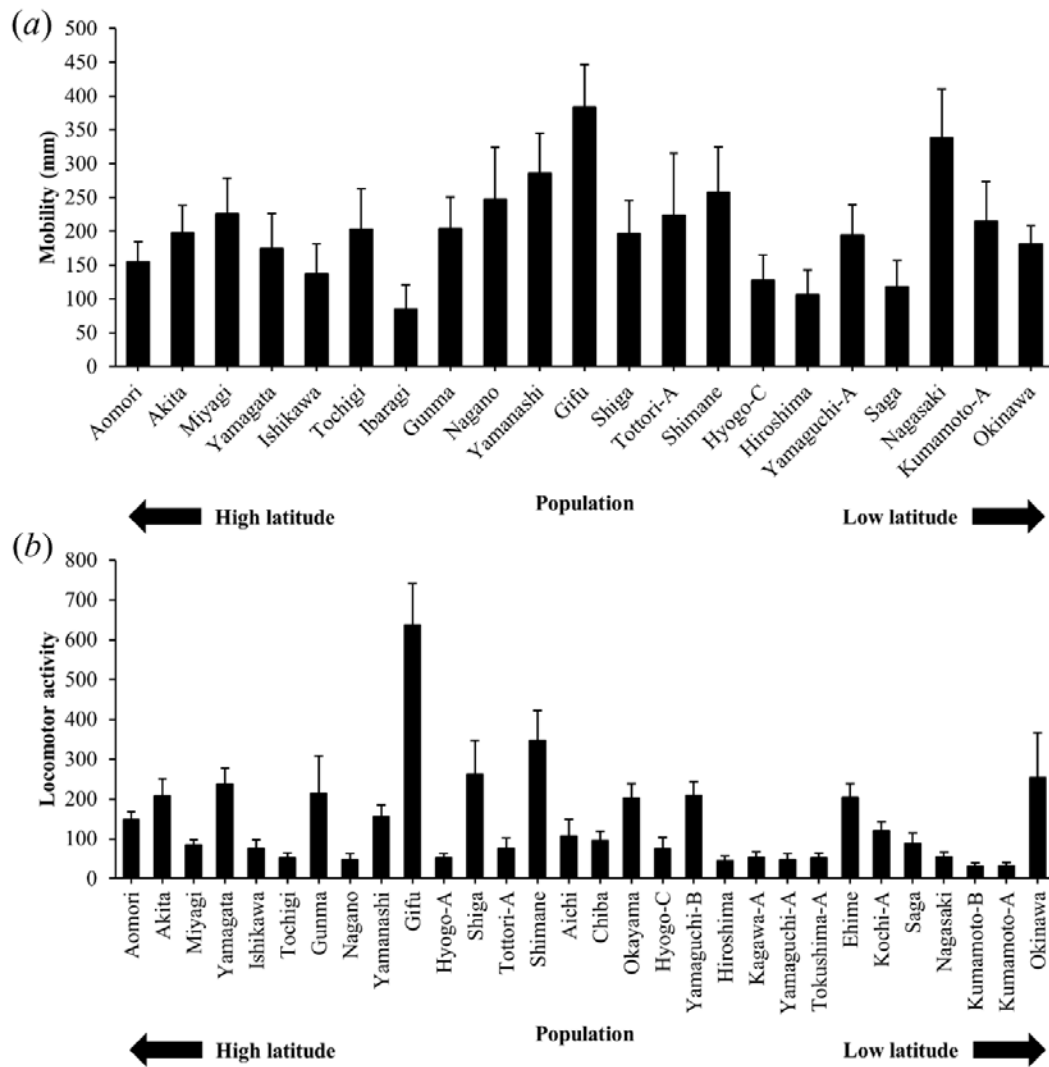 (a)
500
450
400
350
300
250
200
150
100
50
0
Mobility (mm)
Aomori
Akita
Miyagi
Yamagata
Ishikawa
Tochigi
Ibaragi
Gunma
Nagano
Yamanashi
Gifu
Shiga
Tottori-A
Shimane
Hyogo-C
Hiroshima
Yamaguchi-A
Saga
Nagasaki
Kumamoto-A
Okinawa
High latitude
Population
Low latitude
(b)
800
700
600
500
400
300
200
100
0
Locomotor activity
Aomori
Akita
Miyagi
Yamagata
Ishikawa
Tochigi
Gunma
Nagano
Yamanashi
Gifu
Hyogo-A
Shiga
Tottori-A
Shimane
Aichi
Chiba
Okayama
Hyogo-C
Yamaguchi-B
Hiroshima
Kagawa-A
Yamaguchi-A
Tokushima-A
Ehime
Kochi-A
Saga
Nagasaki
Kumamoto-B
Kumamoto-A
Okinawa
High latitude
Population
Low latitude